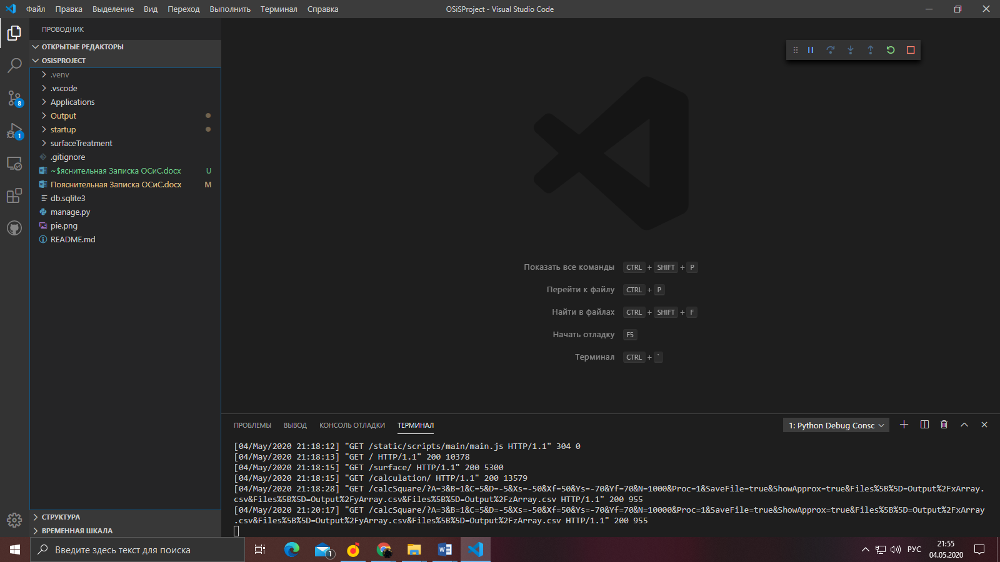 Файл Правка Выделение Вид Переход Выполнить Терминал Справка
OSiSProject - Visual Studio Code
ПРОВОДНИК
ОТКРЫТЫЕ РЕДАКТОРЫ
OSISPROJECT
.venv
.vscode
Applications
Output
startup
surfaceTreatment
.gitignore
~$яснительная Записка ОСиС.docx U
Пояснительная Записка ОСиС.docx M
db.sqlite3
manage.py
pie.png
README.md
8
1
СТРУКТУРА
ВРЕМЕННАЯ ШКАЛА
Показать все команды CTRL + SHIFT + P
Перейти к файлу CTRL + P
Найти в файлах CTRL + SHIFT + F
Начать отладку F5
Терминал CTRL + `
ПРОБЛЕМЫ ВЫВОД КОНСОЛЬ ОТЛАДКИ ТЕРМИНАЛ
1: Python Debug Consc
[04/May/2020 21:18:12] "GET /static/scripts/main/main.js HTTP/1.1" 304 0
[04/May/2020 21:18:13] "GET / HTTP/1.1" 200 10378
[04/May/2020 21:18:15] "GET /surface/ HTTP/1.1" 200 5300
[04/May/2020 21:18:15] "GET /calculation/ HTTP/1.1" 200 13579
[04/May/2020 21:18:28] "GET /calcSquare/?A=3&B=1&C=5&D=-5&Xs=-50&Xf=50&Ys=-70&Yf=70&N=1000&Proc=1&SaveFile=true&ShowApprox=true&Files%5B%5D=Output%2FxArray.
csv&Files%5B%5D=Output%2FyArray.csv&Files%5B%5D=Output%2FzArray.csv HTTP/1.1" 200 955
[04/May/2020 21:20:17] "GET /calcSquare/?A=3&B=1&C=5&D=-5&Xs=-50&Xf=50&Ys=-70&Yf=70&N=10000&Proc=1&SaveFile=true&ShowApprox=true&Files%5B%5D=Output%2FxArray
.csv&Files%5B%5D=Output%2FyArray.csv&Files%5B%5D=Output%2FzArray.csv HTTP/1.1" 200 955
Введите здесь текст для поиска
1
РУС
21:55
04.05.2020